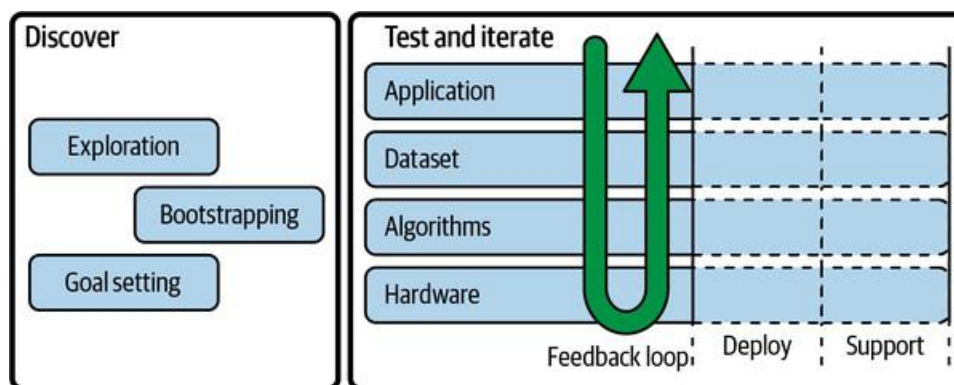 Discover
Exploration
Bootstrapping
Goal setting
Test and iterate
Application
Dataset
Algorithms
Hardware
Feedback loop
Deploy
Support